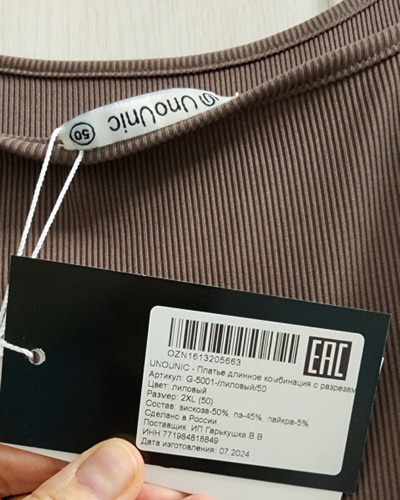 UnoUnic
50
OZN1613205663
EAC
UNOUNIC - Платье длинное комбинация с разрезам
Артикул: G-5001-/лиловый/50
Цвет: лиловый
Размер: 2XL (50)
Состав: вискоза-50%, пэ-45%, лайкра-5%
Сделано в России
Поставщик: ИП Гарькушка В.В
ИНН 771984818849
Дата изготовления: 07.2024